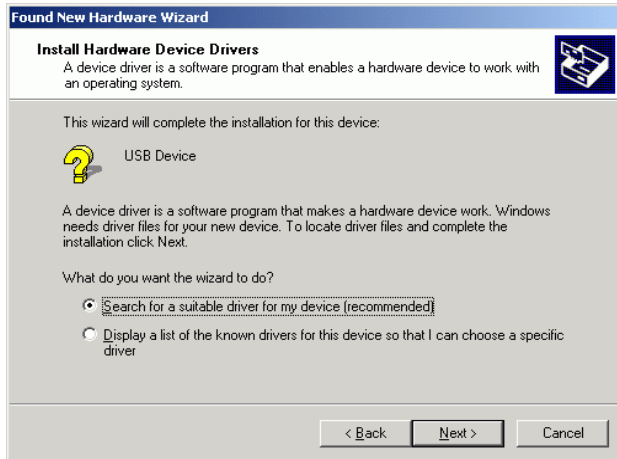 Found New Hardware Wizard
Install Hardware Device Drivers
A device driver is a software program that enables a hardware device to work with
an operating system.
This wizard will complete the installation for this device:
USB Device
A device driver is a software program that makes a hardware device work. Windows
needs driver files for your new device. To locate driver files and complete the
installation click Next.
What do you want the wizard to do?
Search for a suitable driver for my device (recommended)
Display a list of the known drivers for this device so that I can choose a specific
driver
< Back Next > Cancel